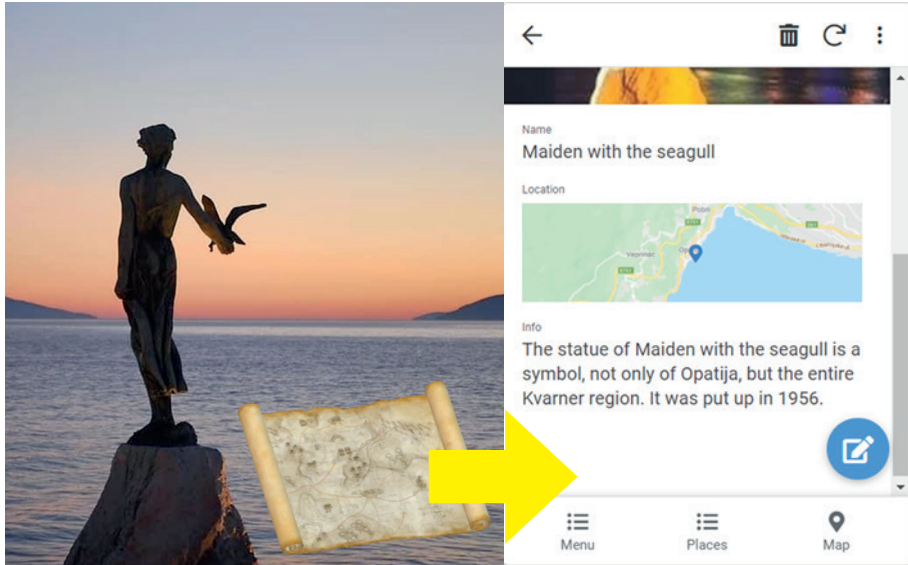 Name
Maiden with the seagull
Location
Veprinac
Info
The statue of Maiden with the seagull is a
symbol, not only of Opatija, but the entire
Kvarner region. It was put up in 1956.
Menu
Places
Map